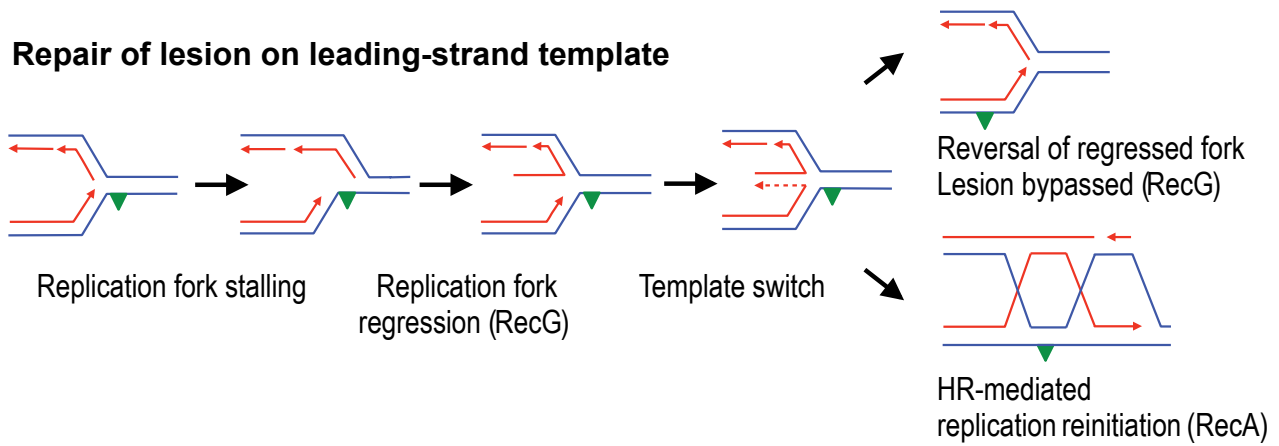 Repair of lesion on leading-strand template
Replication fork stalling
Replication fork
regression (RecG)
Template switch
Reversal of regressed fork
Lesion bypassed (RecG)
HR-mediated
replication reinitiation (RecA)